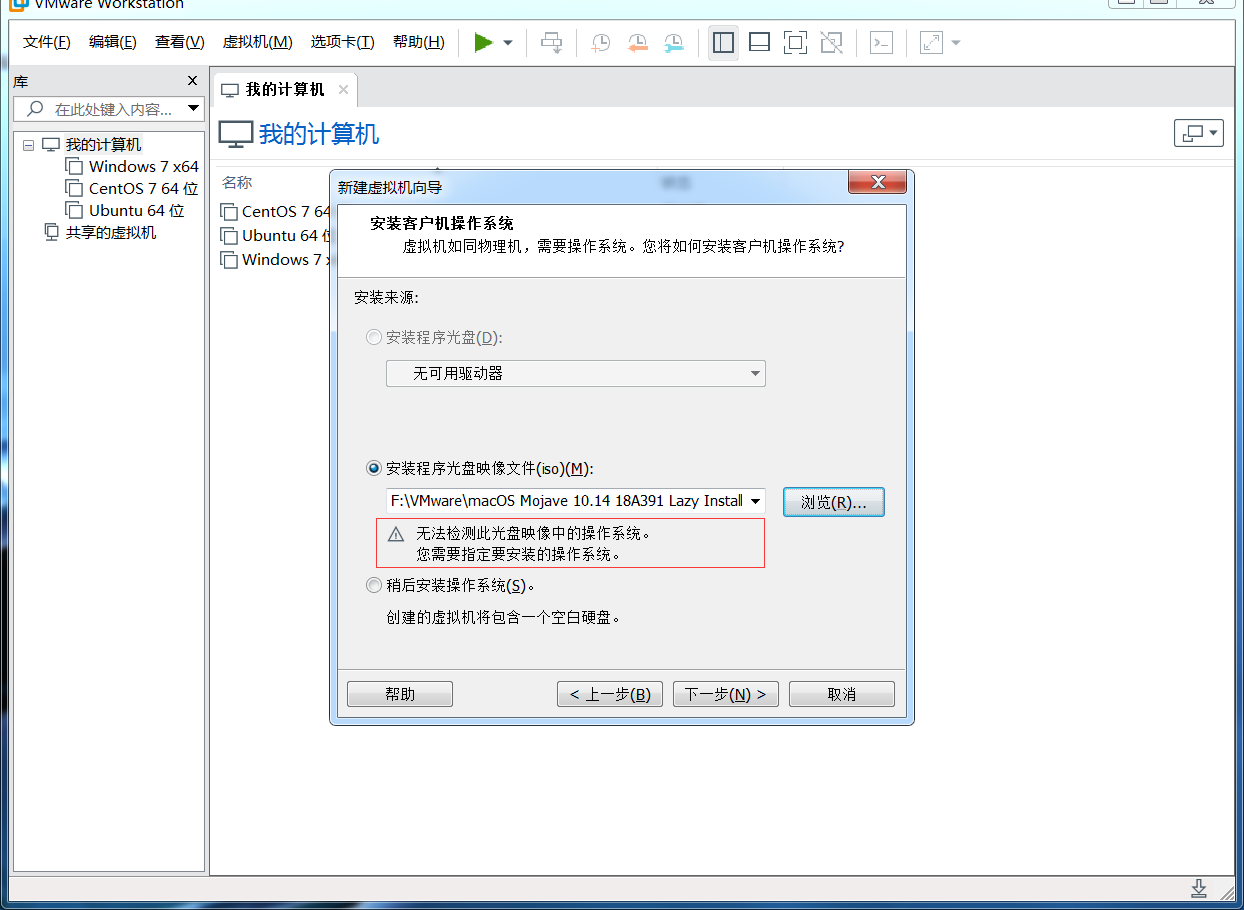 VMware Workstation
文件(F) 编辑(E) 查看(V) 虚拟机(M) 选项卡(T) 帮助(H)
库
在此处键入内容...
我的计算机
Windows 7 x64
CentOS 7 64 位
Ubuntu 64 位
共享的虚拟机
我的计算机
我的计算机
名称
CentOS 7 64
Ubuntu 64 位
Windows 7 x
新建虚拟机向导
安装客户机操作系统
虚拟机如同物理机，需要操作系统。您将如何安装客户机操作系统?
安装来源:
安装程序光盘(D):
无可用驱动器
安装程序光盘映像文件(iso)(M):
F:\VMware\macOS Mojave 10.14 18A391 Lazy Install
浏览(R)...
无法检测此光盘映像中的操作系统。
您需要指定要安装的操作系统。
稍后安装操作系统(S)。
创建的虚拟机将包含一个空白硬盘。
帮助 < 上一步(B) 下一步(N) > 取消